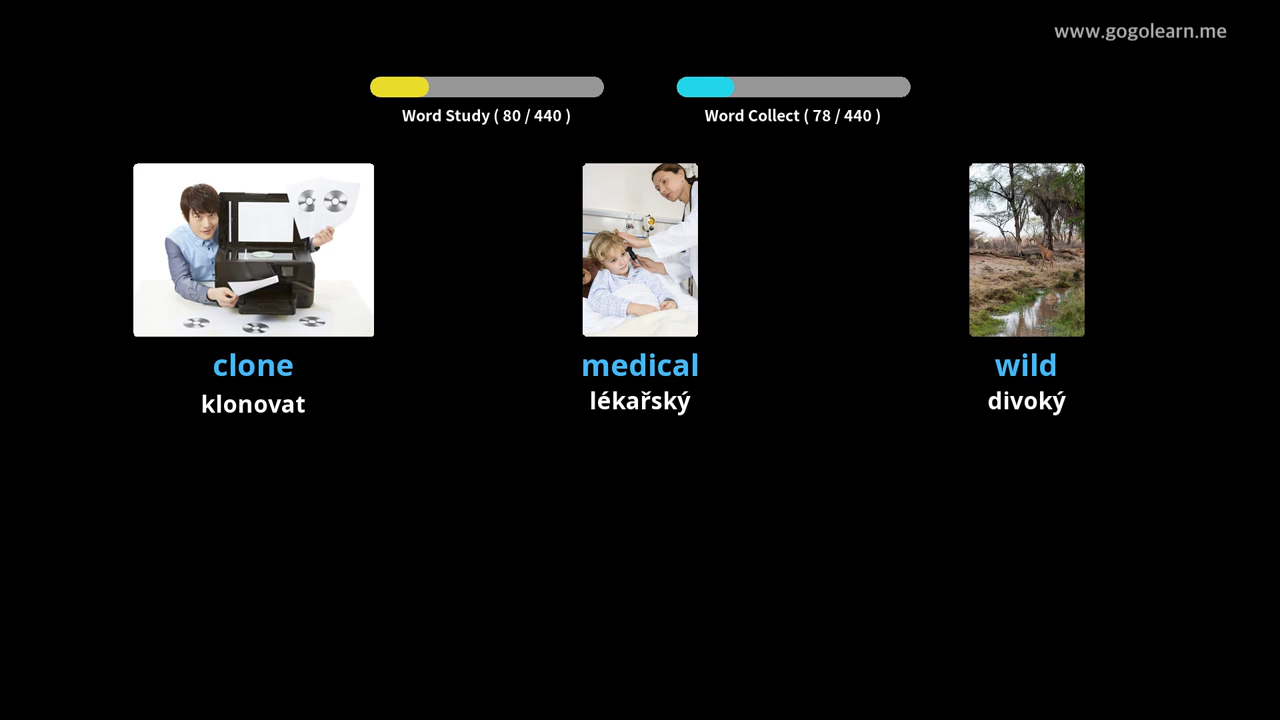 www.gogolearn.me
Word Study ( 80 / 440 )
Word Collect ( 78 / 440 )
clone
klonovat
medical
lékařský
wild
divoký